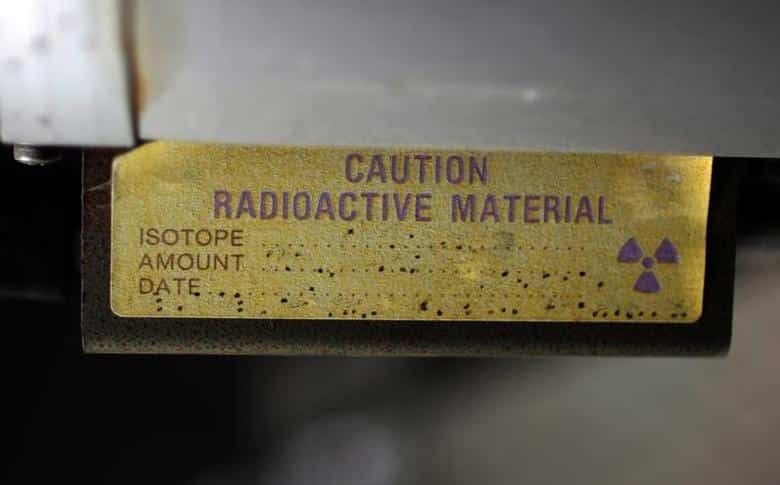 CAUTION
RADIOACTIVE MATERIAL
ISOTOPE
AMOUNT
DATE